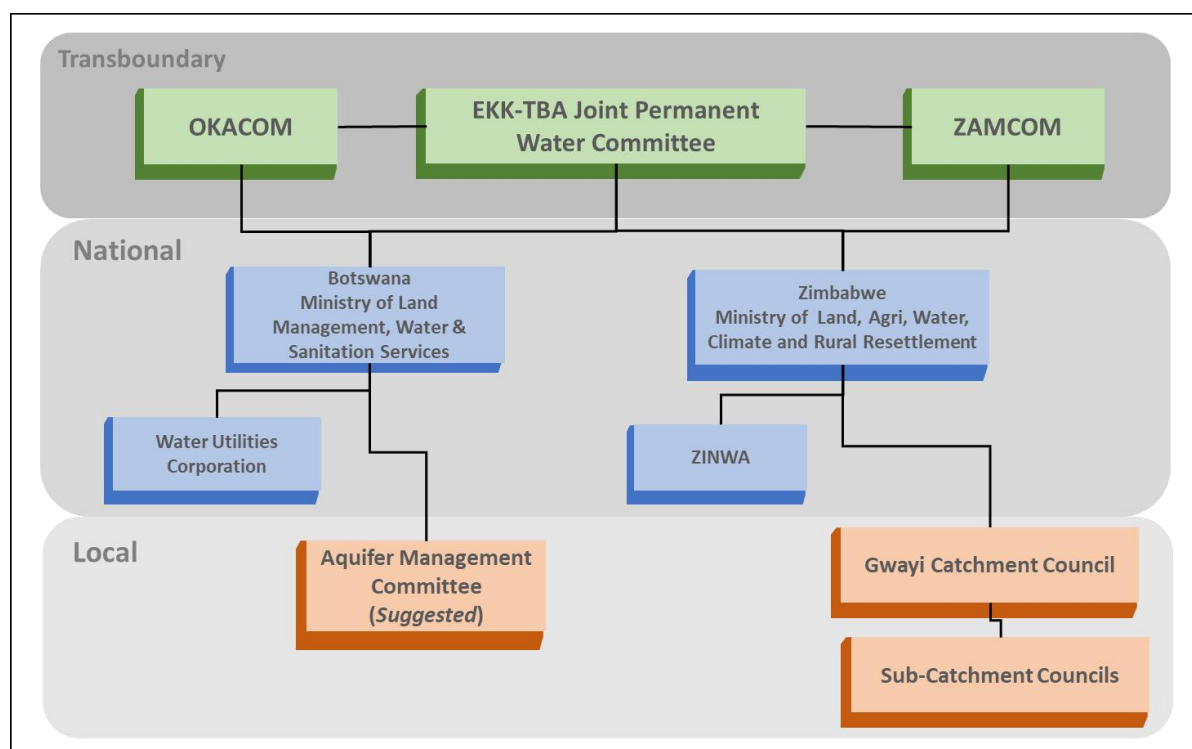 Transboundary
OKACOM
EKK-TBA Joint Permanent
Water Committee
ZAMCOM
National
Botswana
Ministry of Land
Management, Water &
Sanitation Services
Zimbabwe
Ministry of Land, Agri, Water,
Climate and Rural Resettlement
Water Utilities
Corporation
ZINWA
Local
Aquifer Management
Committee
(Suggested)
Gwayi Catchment Council
Sub-Catchment Councils